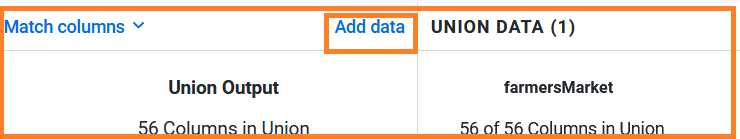 Match columns Add data UNION DATA (1)
Union Output farmersMarket
56 Columns in Union 56 of 56 Columns in Union